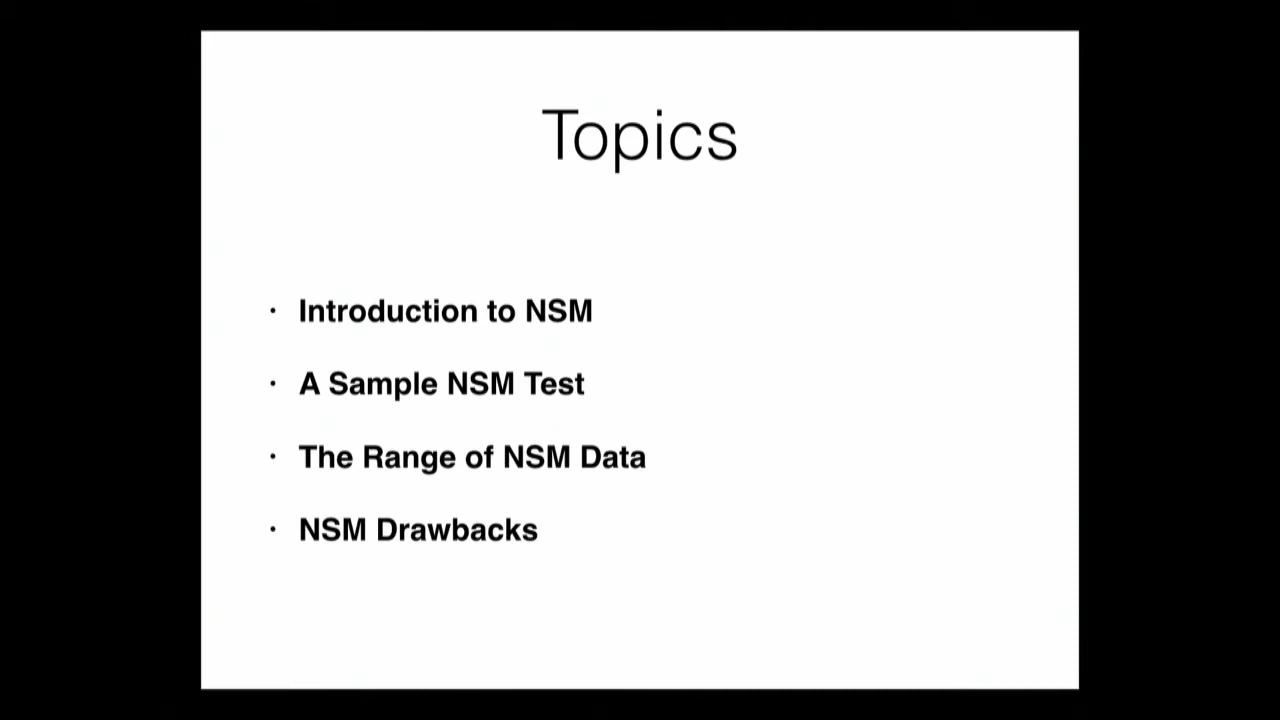 Topics
· Introduction to NSM
· A Sample NSM Test
· The Range of NSM Data
· NSM Drawbacks